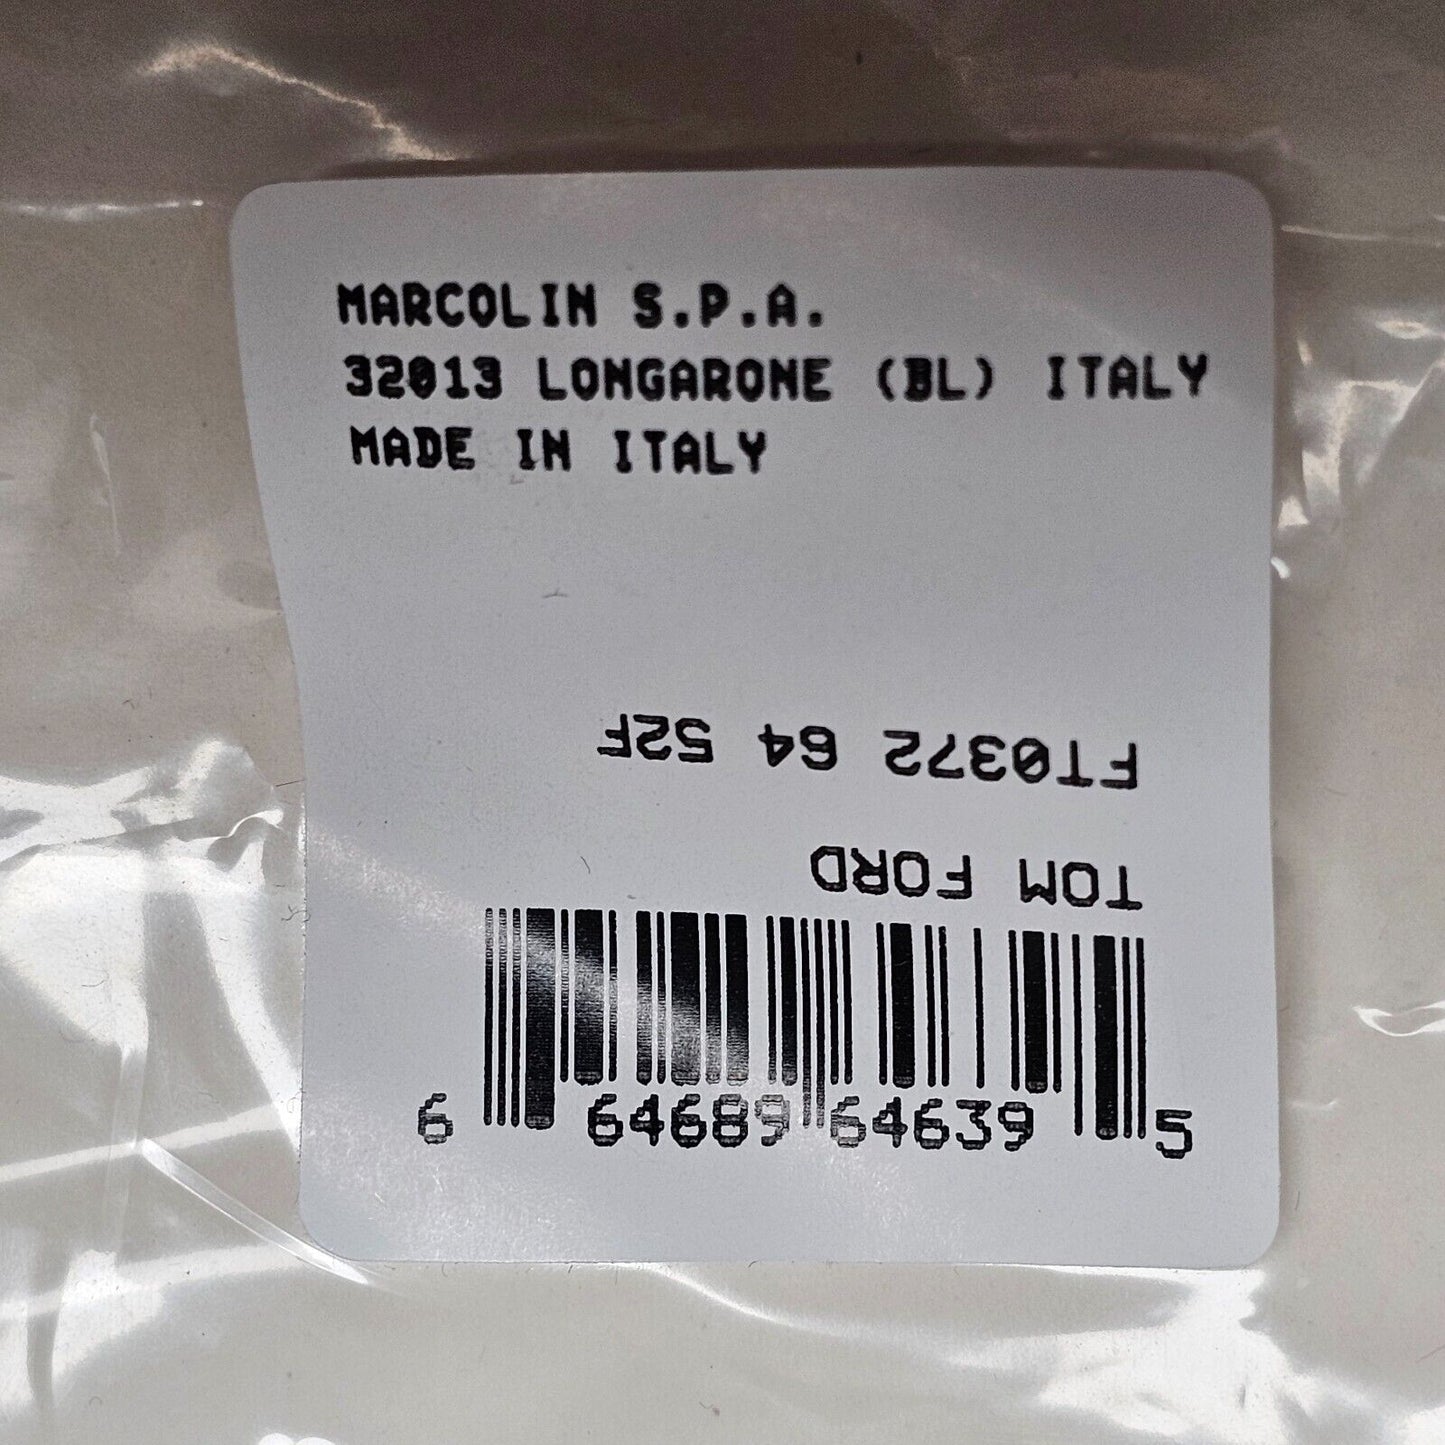 MARCOLIN S.P.A.
32013 LONGARONE (BL) ITALY
MADE IN ITALY
FT0372 64 52F
TOM FORD
6 64689 64639 5